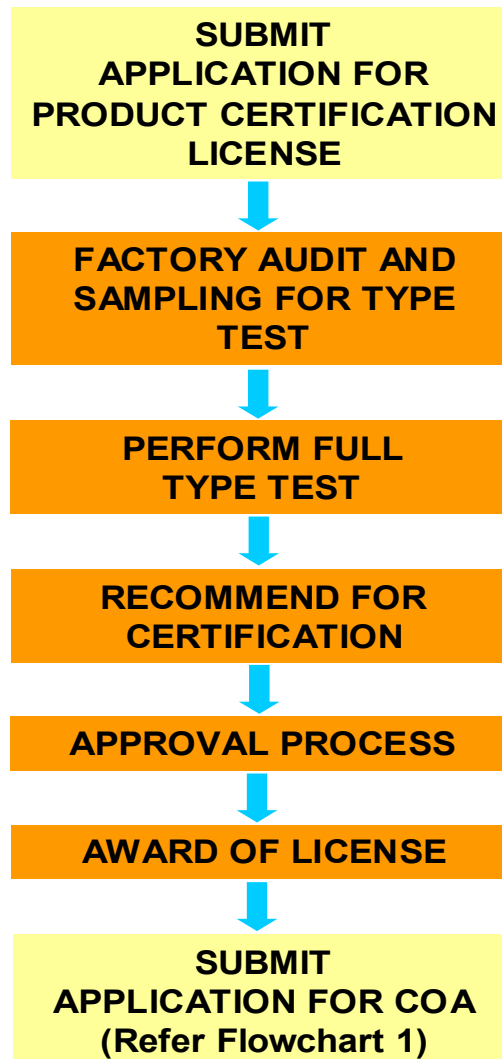 SUBMIT
APPLICATION FOR
PRODUCT CERTIFICATION
LICENSE
FACTORY AUDIT AND
SAMPLING FOR TYPE
TEST
PERFORM FULL
TYPE TEST
RECOMMEND FOR
CERTIFICATION
APPROVAL PROCESS
AWARD OF LICENSE
SUBMIT
APPLICATION FOR COA
(Refer Flowchart 1)